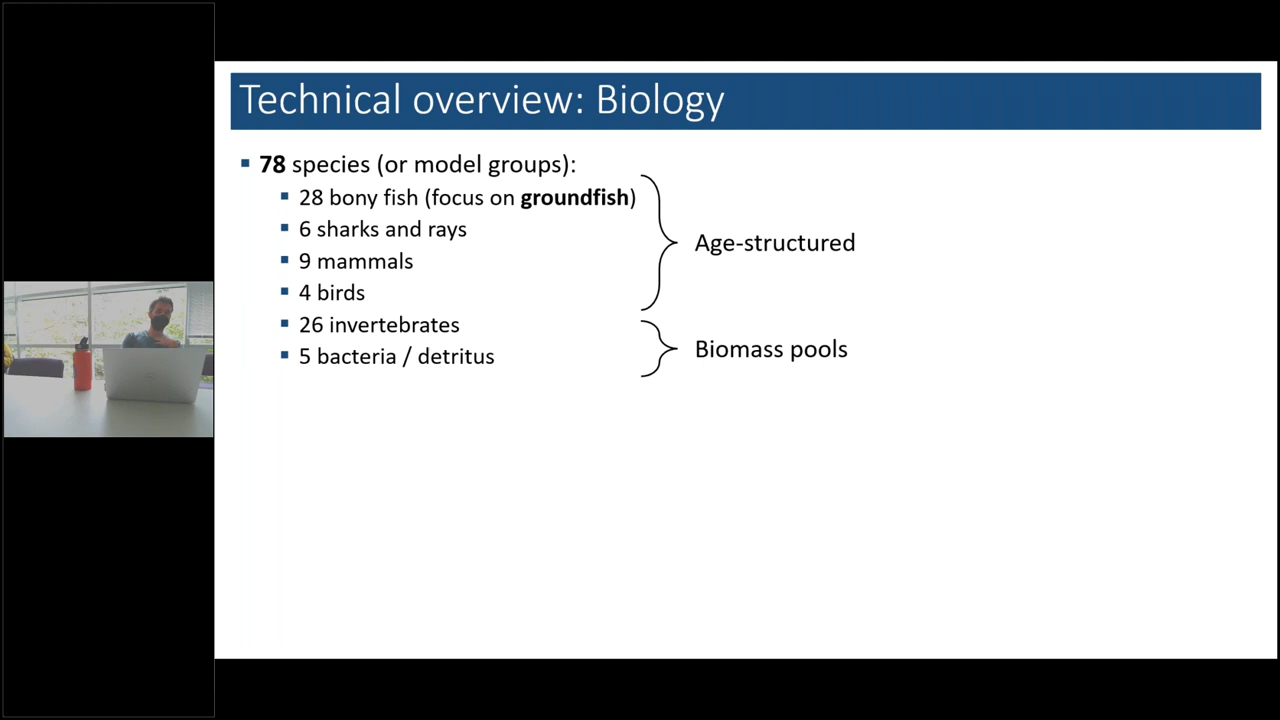 Technical overview: Biology
78 species (or model groups):
28 bony fish (focus on groundfish)
6 sharks and rays
9 mammals
4 birds
26 invertebrates
5 bacteria / detritus
Age-structured
Biomass pools